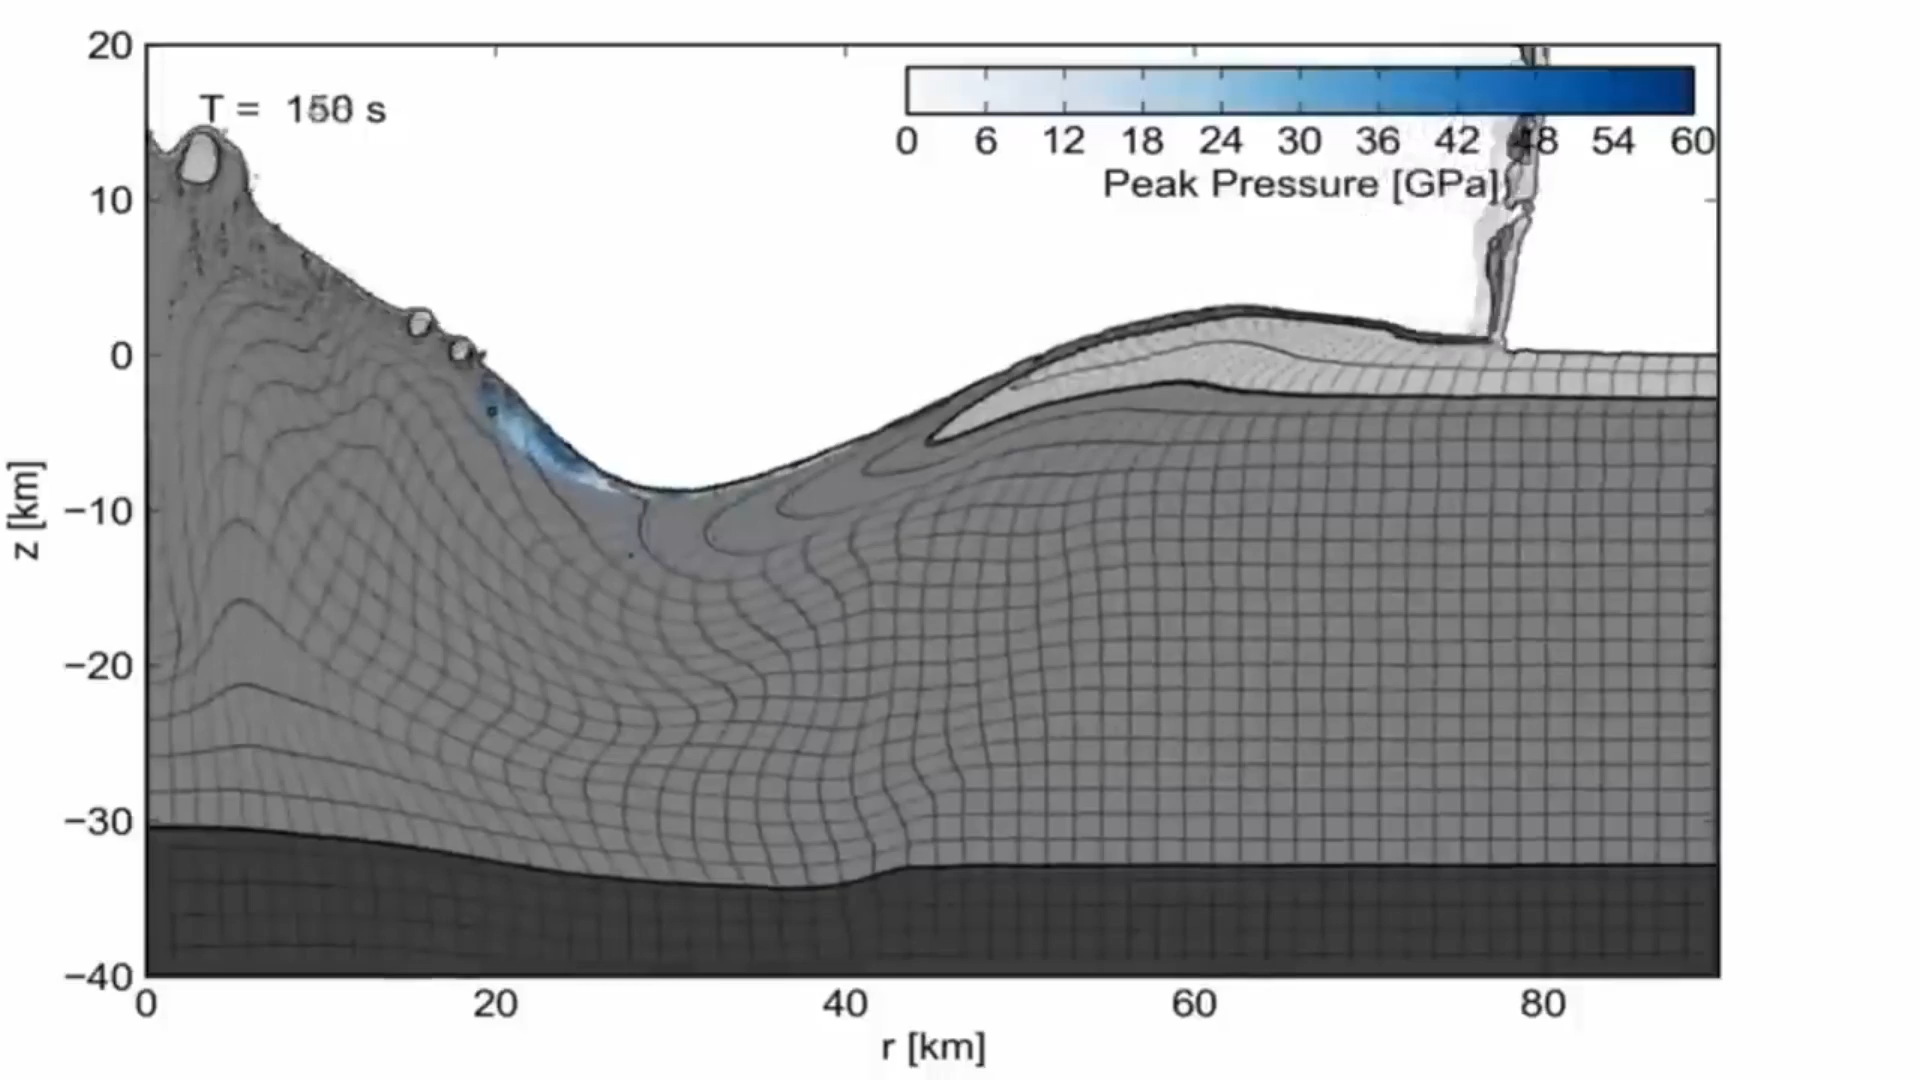 20
T = 150 s
0 6 12 18 24 30 36 42 48 54 60
Peak Pressure [GPa]
10
0
z [km]
−10
−20
−30
−40
0 20 40 60 80
r [km]